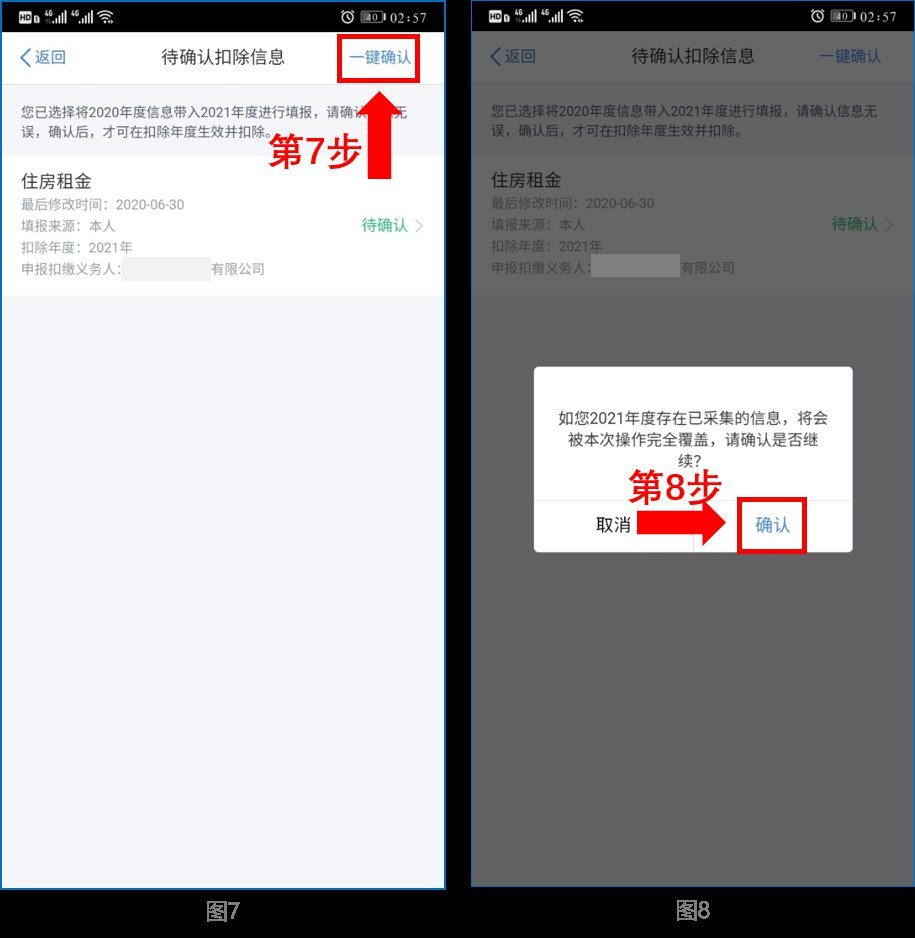 HD 4G 4G 40 02:57
返回 待确认扣除信息 一键确认
您已选择将2020年度信息带入2021年度进行填报，请确认信息无
误，确认后，才可在扣除年度生效并扣除。
第7步
住房租金
最后修改时间：2020-06-30
填报来源：本人
待确认
扣除年度：2021年
申报扣缴义务人：有限公司
图7
HD 4G 4G 40 02:57
返回 待确认扣除信息 一键确认
您已选择将2020年度信息带入2021年度进行填报，请确认信息无
误，确认后，才可在扣除年度生效并扣除。
住房租金
最后修改时间：2020-06-30
填报来源：本人
待确认
扣除年度：2021年
申报扣缴义务人：有限公司
如您2021年度存在已采集的信息，将会
被本次操作完全覆盖，请确认是否继
续？
第8步
取消 确认
图8